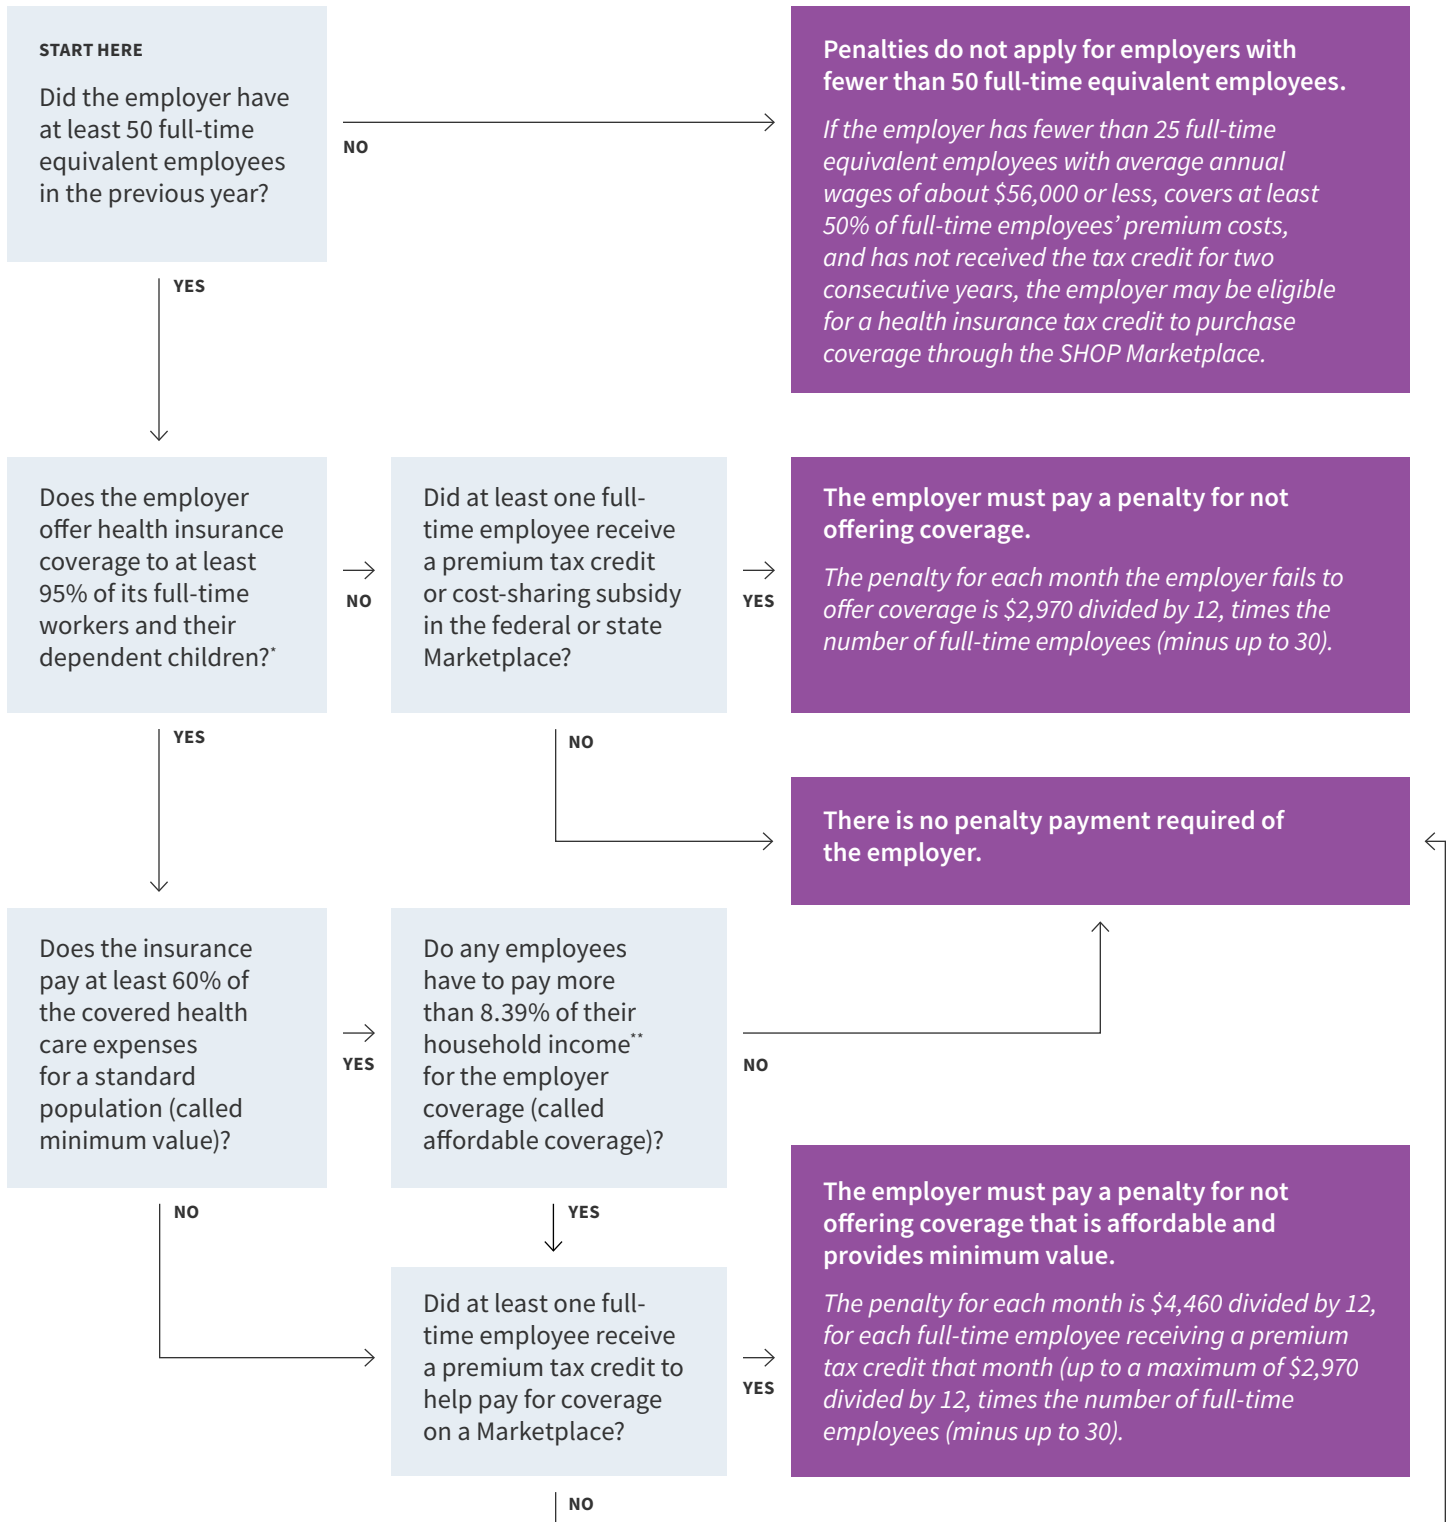 START HERE
Did the employer have
at least 50 full-time
equivalent employees
in the previous year?
NO
Penalties do not apply for employers with
fewer than 50 full-time equivalent employees.
If the employer has fewer than 25 full-time
equivalent employees with average annual
wages of about $56,000 or less, covers at least
50% of full-time employees’ premium costs,
and has not received the tax credit for two
consecutive years, the employer may be eligible
for a health insurance tax credit to purchase
coverage through the SHOP Marketplace.
YES
Does the employer
offer health insurance
coverage to at least
95% of its full-time
workers and their
dependent children?*
NO
Did at least one full-
time employee receive
a premium tax credit
or cost-sharing subsidy
in the federal or state
Marketplace?
YES
The employer must pay a penalty for not
offering coverage.
The penalty for each month the employer fails to
offer coverage is $2,970 divided by 12, times the
number of full-time employees (minus up to 30).
YES
NO
There is no penalty payment required of
the employer.
Does the insurance
pay at least 60% of
the covered health
care expenses
for a standard
population (called
minimum value)?
YES
Do any employees
have to pay more
than 8.39% of their
household income**
for the employer
coverage (called
affordable coverage)?
NO
NO
YES
Did at least one full-
time employee receive
a premium tax credit to
help pay for coverage
on a Marketplace?
YES
The employer must pay a penalty for not
offering coverage that is affordable and
provides minimum value.
The penalty for each month is $4,460 divided by 12,
for each full-time employee receiving a premium
tax credit that month (up to a maximum of $2,970
divided by 12, times the number of full-time
employees (minus up to 30).
NO